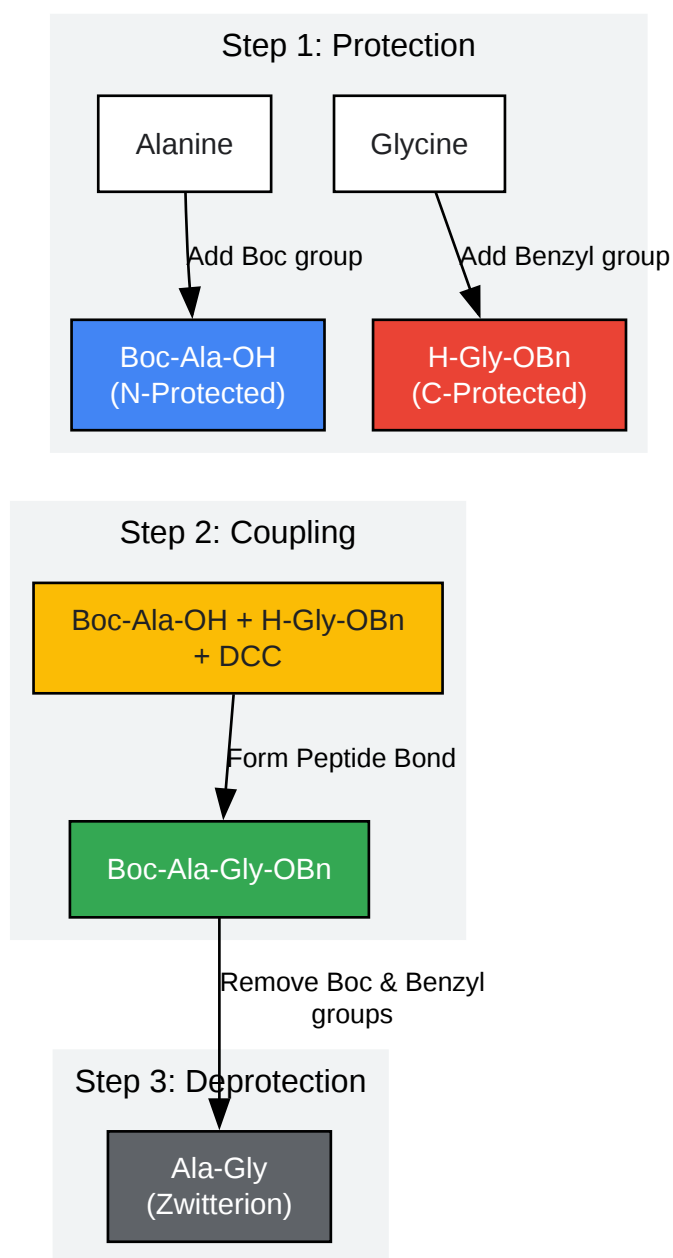 Step 1: Protection
Alanine
Glycine
Add Boc group
Add Benzyl group
Boc-Ala-OH
(N-Protected)
H-Gly-OBn
(C-Protected)
Step 2: Coupling
Boc-Ala-OH + H-Gly-OBn
+ DCC
Form Peptide Bond
Boc-Ala-Gly-OBn
Remove Boc & Benzyl
groups
Step 3: Deprotection
Ala-Gly
(Zwitterion)